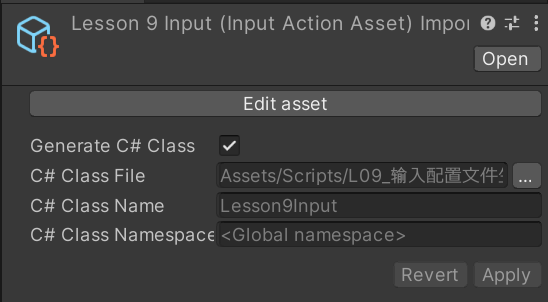 Lesson 9 Input (Input Action Asset) Impor
Open
Edit asset
Generate C# Class
C# Class File Assets/Scripts/L09_输入配置文件 ...
C# Class Name Lesson9Input
C# Class Namespace <Global namespace>
Revert Apply